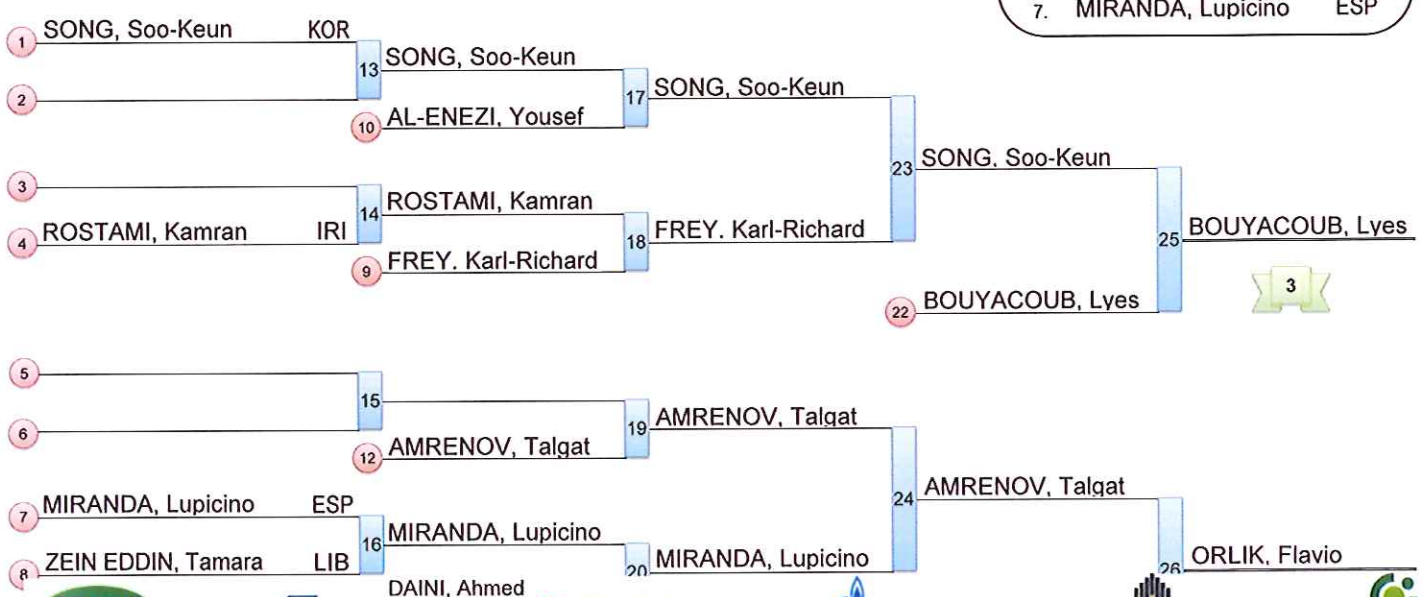 7. MIRANDA, Lupicino ESP
1 SONG, Soo-Keun KOR
13 SONG, Soo-Keun
2
17 SONG, Soo-Keun
10 AL-ENEZI, Yousef
23 SONG, Soo-Keun
3
14 ROSTAMI, Kamran
4 ROSTAMI, Kamran IRI
18 FREY. Karl-Richard
9 FREY. Karl-Richard
25 BOUYACOUB, Lyes
3
22 BOUYACOUB, Lyes
5
15
6
19 AMRENOV, Talgat
12 AMRENOV, Talgat
24 AMRENOV, Talgat
7 MIRANDA, Lupicino ESP
16 MIRANDA, Lupicino
8 ZEIN EDDIN, Tamara LIB
20 MIRANDA, Lupicino
26 ORLIK, Flavio
DAINI, Ahmed